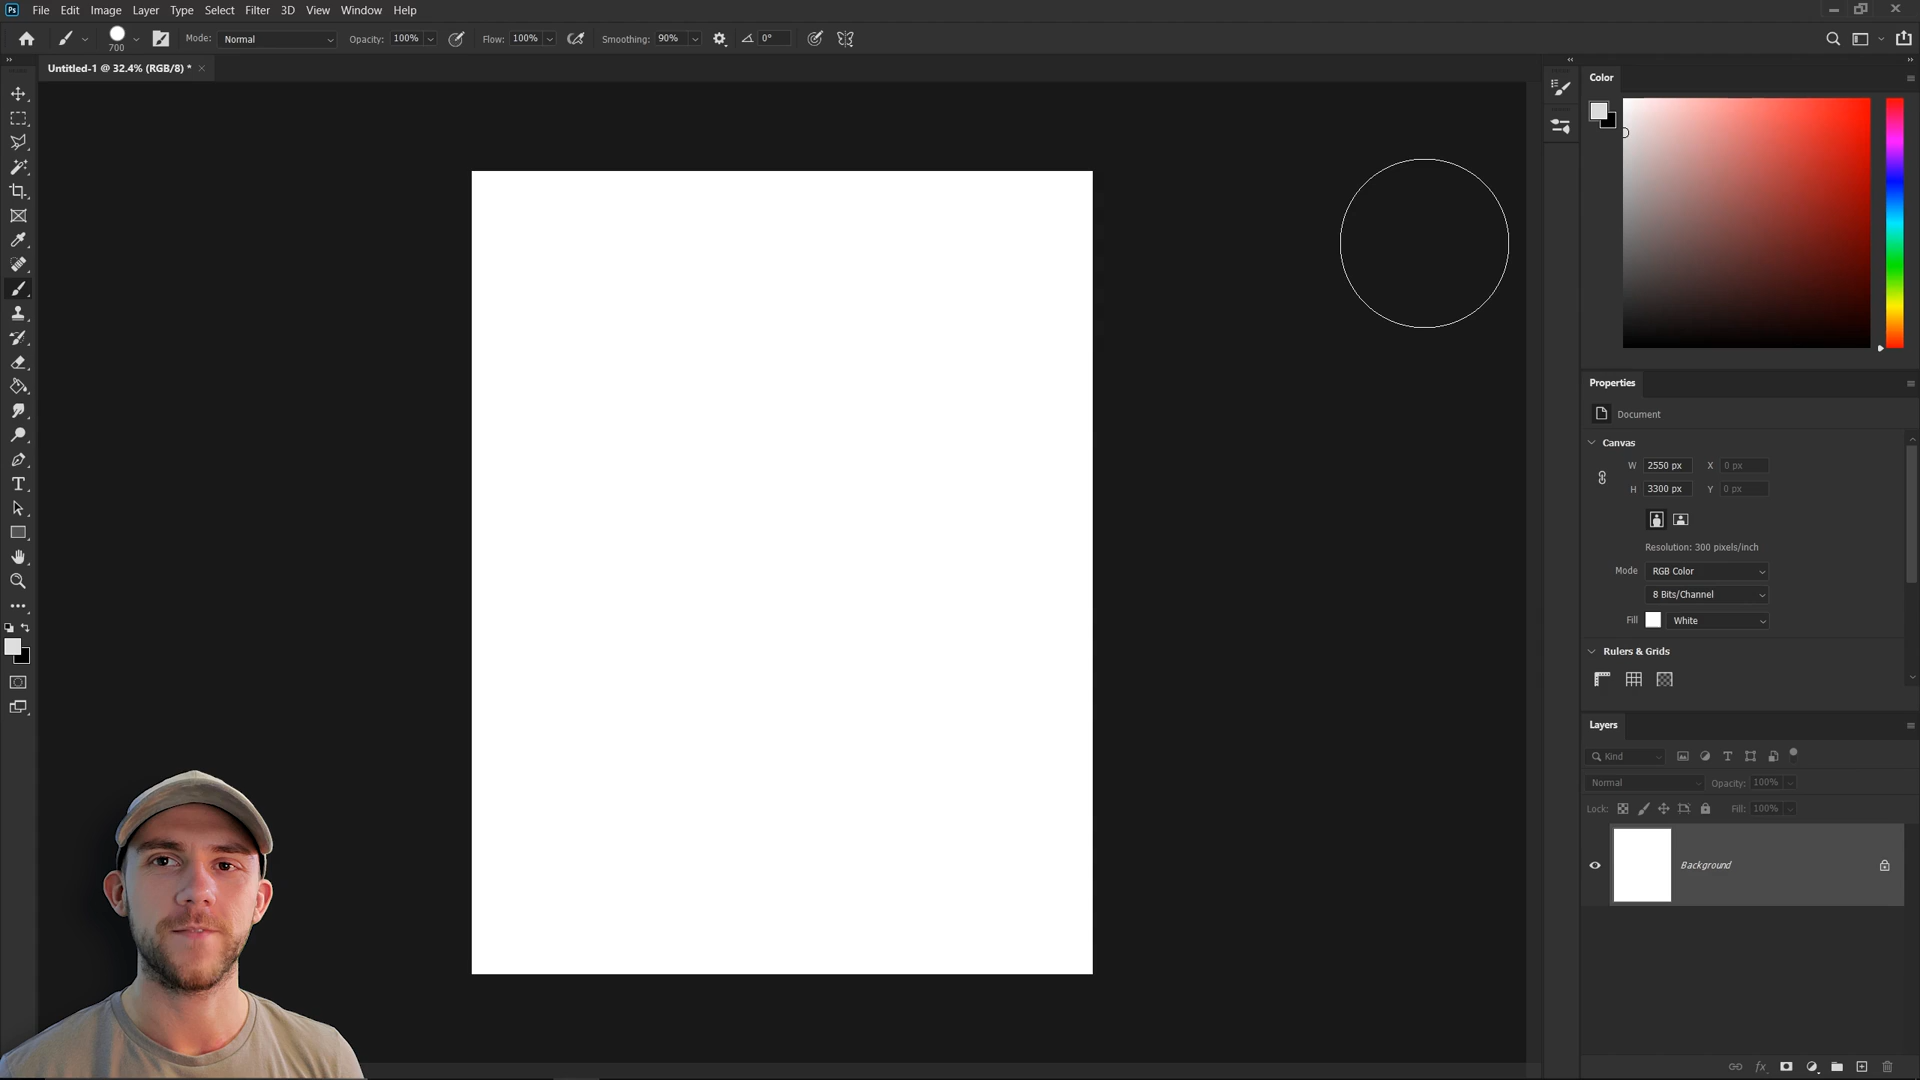 Ps File Edit Image Layer Type Select Filter 3D View Window Help
700 Mode: Normal Opacity: 100% Flow: 100% Smoothing: 90% 0°
Untitled-1 @ 32.4% (RGB/8) *
Color
Properties
Document
Canvas
W 2550 px X 0 px
H 3300 px Y 0 px
Resolution: 300 pixels/inch
Mode RGB Color
8 Bits/Channel
Fill White
Rulers & Grids
Layers
Kind
Normal Opacity: 100%
Lock: Fill: 100%
Background
fx